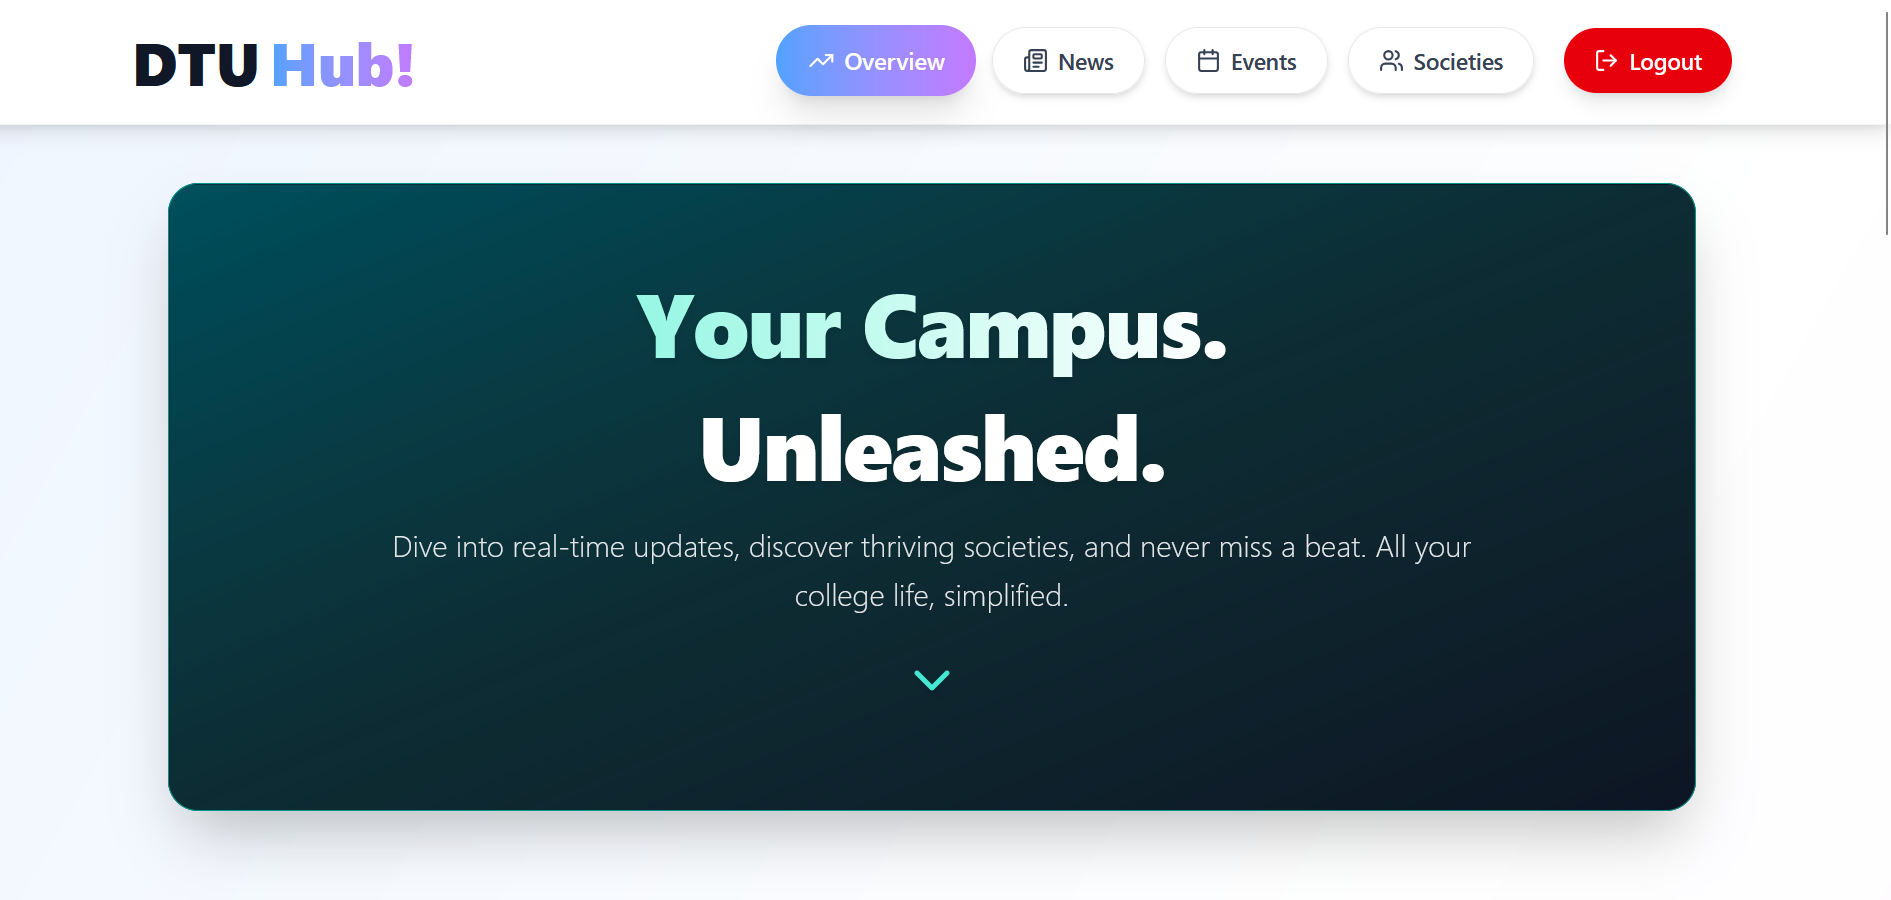 DTU Hub!
Overview
News
Events
Societies
Logout
Your Campus.
Unleashed.
Dive into real-time updates, discover thriving societies, and never miss a beat. All your
college life, simplified.